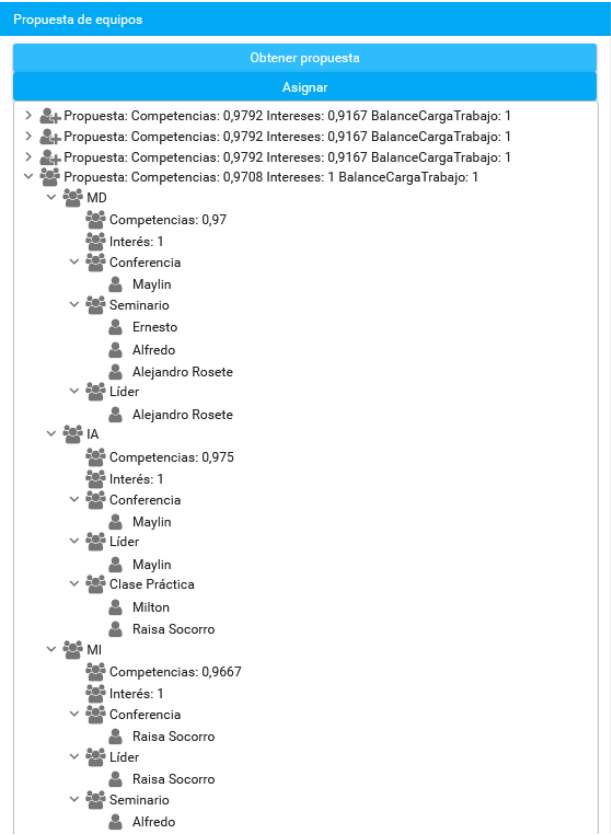 Propuesta de equipos
Obtener propuesta
Asignar
Propuesta: Competencias: 0,9792 Intereses: 0,9167 BalanceCargaTrabajo: 1
Propuesta: Competencias: 0,9792 Intereses: 0,9167 BalanceCargaTrabajo: 1
Propuesta: Competencias: 0,9792 Intereses: 0,9167 BalanceCargaTrabajo: 1
Propuesta: Competencias: 0,9708 Intereses: 1 BalanceCargaTrabajo: 1
MD
Competencias: 0,97
Interés: 1
Conferencia
Maylin
Seminario
Ernesto
Alfredo
Alejandro Rosete
Líder
Alejandro Rosete
IA
Competencias: 0,975
Interés: 1
Conferencia
Maylin
Líder
Maylin
Clase Práctica
Milton
Raisa Socorro
MI
Competencias: 0,9667
Interés: 1
Conferencia
Raisa Socorro
Líder
Raisa Socorro
Seminario
Alfredo